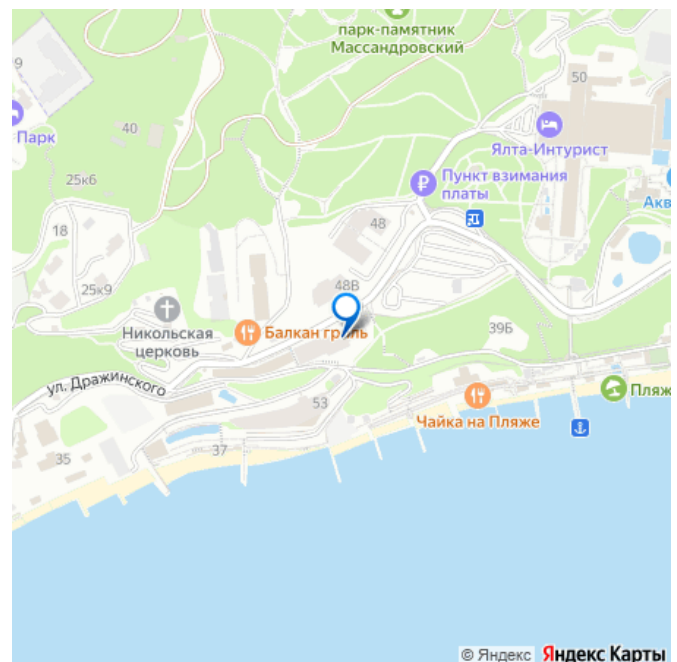 парк-памятник
Массандровский
9
50
Парк
40
Ялта-Интурист
25к6
₽
Пункт взимания
платы
Акв
18
48
25к9
48В
Никольская
церковь
Балкан гриль
39Б
ул. Дражинского
53
Пляж
Чайка на Пляже
35
37
© Яндекс Яндекс Карты